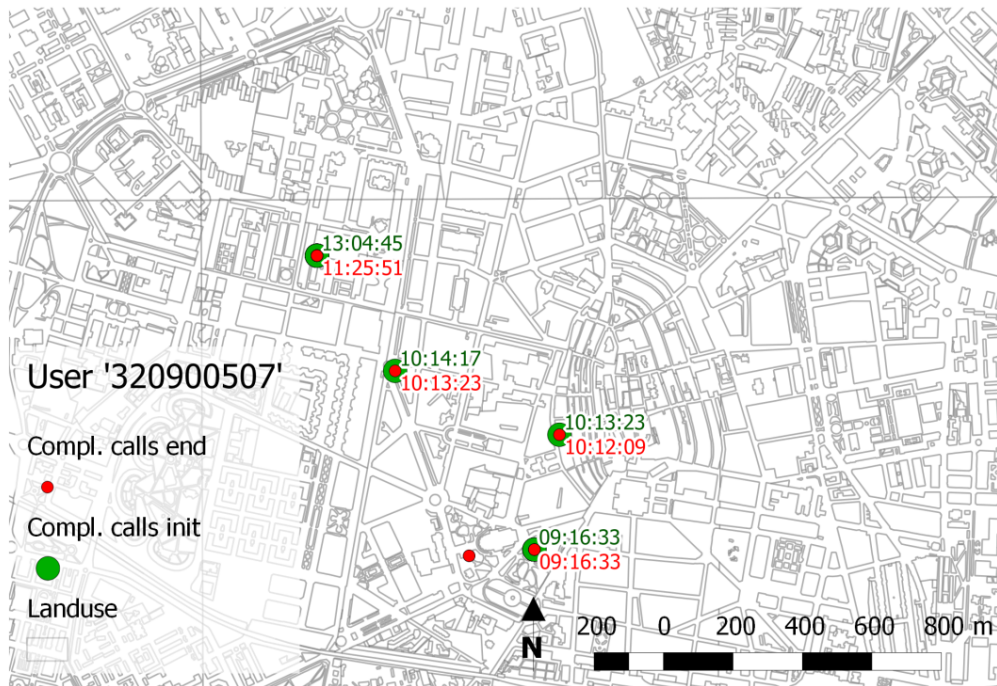 13:04:45
11:25:51
10:14:17
10:13:23
User '320900507'
10:13:23
10:12:09
Compl. calls end
Compl. calls init
09:16:33
09:16:33
Landuse
N
200 0 200 400 600 800 m